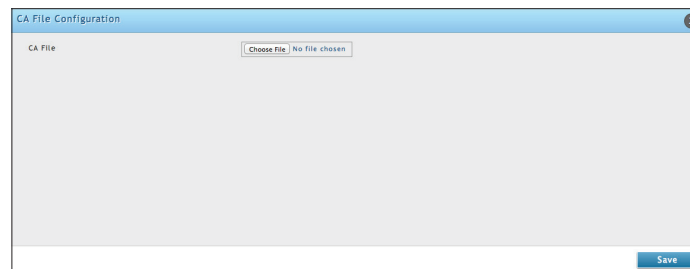 CA File Configuration
CA File
Choose File No file chosen
Save